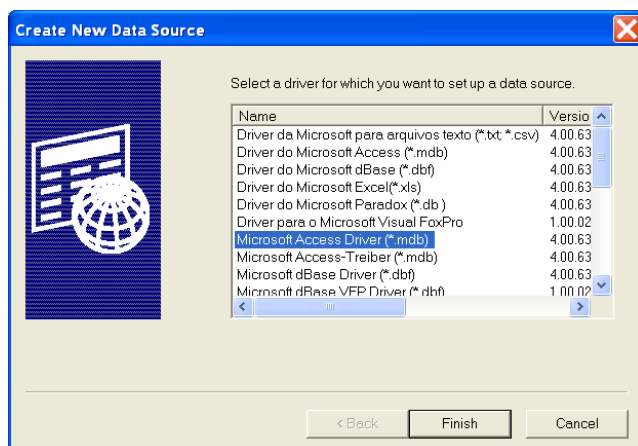 Create New Data Source
Select a driver for which you want to set up a data source.
Name Versio
Driver da Microsoft para arquivos texto (*.txt; *.csv) 4.00.63
Driver do Microsoft Access (*.mdb) 4.00.63
Driver do Microsoft dBase (*.dbf) 4.00.63
Driver do Microsoft Excel(*.xls) 4.00.63
Driver do Microsoft Paradox (*.db ) 4.00.63
Driver para o Microsoft Visual FoxPro 1.00.02
Microsoft Access Driver (*.mdb) 4.00.63
Microsoft Access-Treiber (*.mdb) 4.00.63
Microsoft dBase Driver (*.dbf) 4.00.63
Microsoft dBase VFP Driver (*.dbf) 1.00.02
< Back Finish Cancel